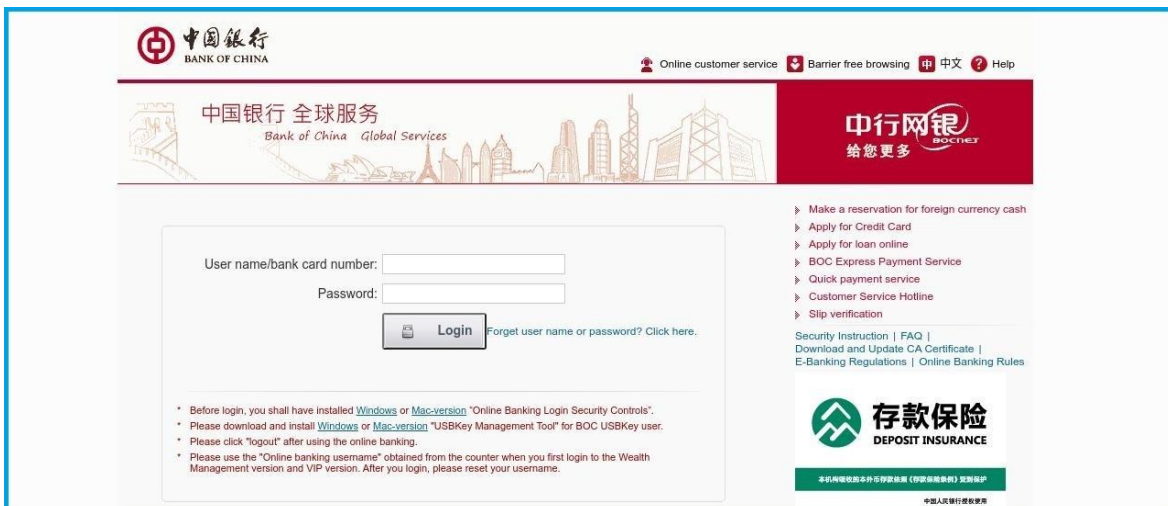 中国銀行
BANK OF CHINA
Online customer service Barrier free browsing 中 中文 ? Help
中国银行 全球服务
Bank of China Global Services
中行网银
BOCNET
给您更多
Make a reservation for foreign currency cash
Apply for Credit Card
Apply for loan online
BOC Express Payment Service
Quick payment service
Customer Service Hotline
Slip verification
Security Instruction | FAQ |
Download and Update CA Certificate |
E-Banking Regulations | Online Banking Rules
User name/bank card number:
Password:
Login Forget user name or password? Click here.
* Before login, you shall have installed Windows or Mac-version "Online Banking Login Security Controls".
* Please download and install Windows or Mac-version "USBKey Management Tool" for BOC USBKey user.
* Please click "logout" after using the online banking.
* Please use the "Online banking username" obtained from the counter when you first login to the Wealth
Management version and VIP version. After you login, please reset your username.
存款保险
DEPOSIT INSURANCE
本机构吸收的本外币存款依照《存款保险条例》受到保护
中国人民银行授权使用